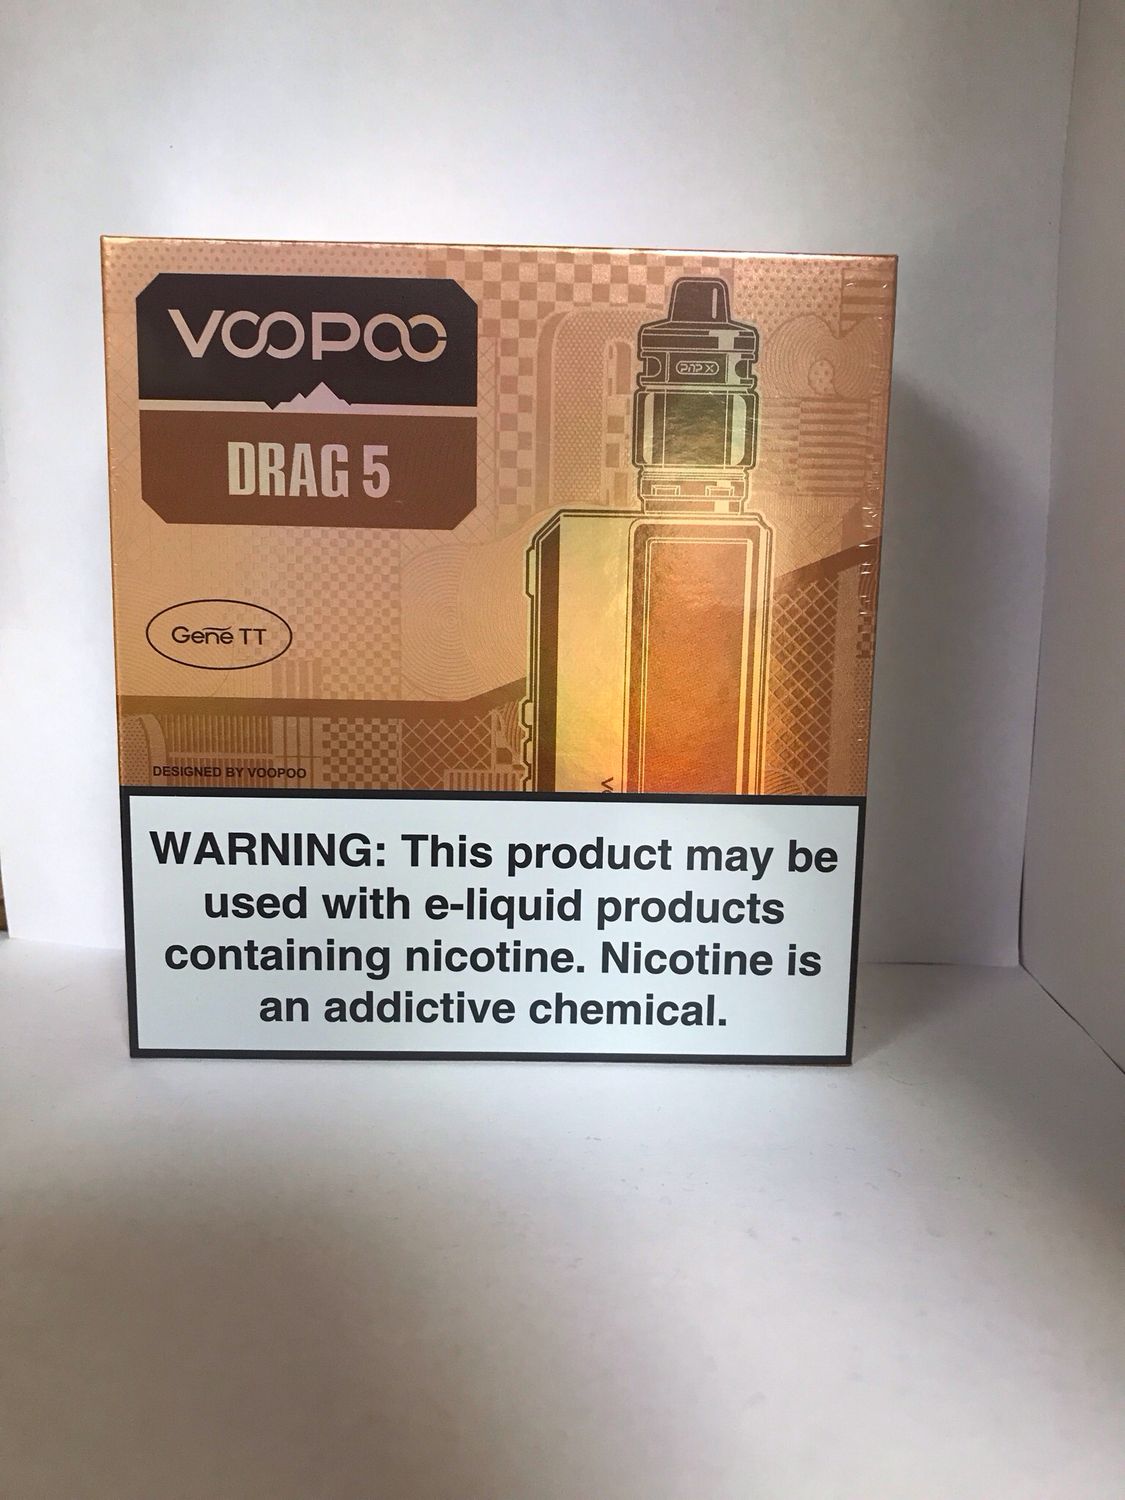 VOOPOO
DRAG 5
PNP X
Gene TT
DESIGNED BY VOOPOO
WARNING: This product may be
used with e-liquid products
containing nicotine. Nicotine is
an addictive chemical.